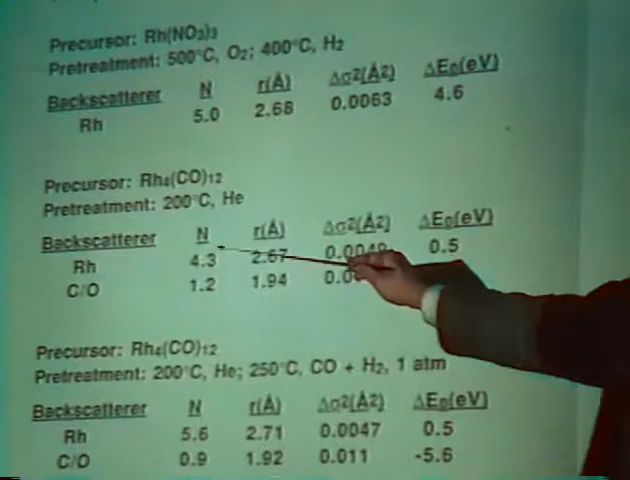 Precursor: Rh(NO₃)₃
Pretreatment: 500°C, O₂; 400°C, H₂
Backscatterer N r(Å) Δσ²(Å²) ΔE₀(eV)
Rh 5.0 2.68 0.0063 4.6
Precursor: Rh₄(CO)₁₂
Pretreatment: 200°C, He
Backscatterer N r(Å) Δσ²(Å²) ΔE₀(eV)
Rh 4.3 2.67 0.5
C/O 1.2 1.94
Precursor: Rh₄(CO)₁₂
Pretreatment: 200°C, He; 250°C, CO + H₂, 1 atm
Backscatterer N r(Å) Δσ²(Å²) ΔE₀(eV)
Rh 5.6 2.71 0.0047 0.5
C/O 0.9 1.92 0.011 -5.6